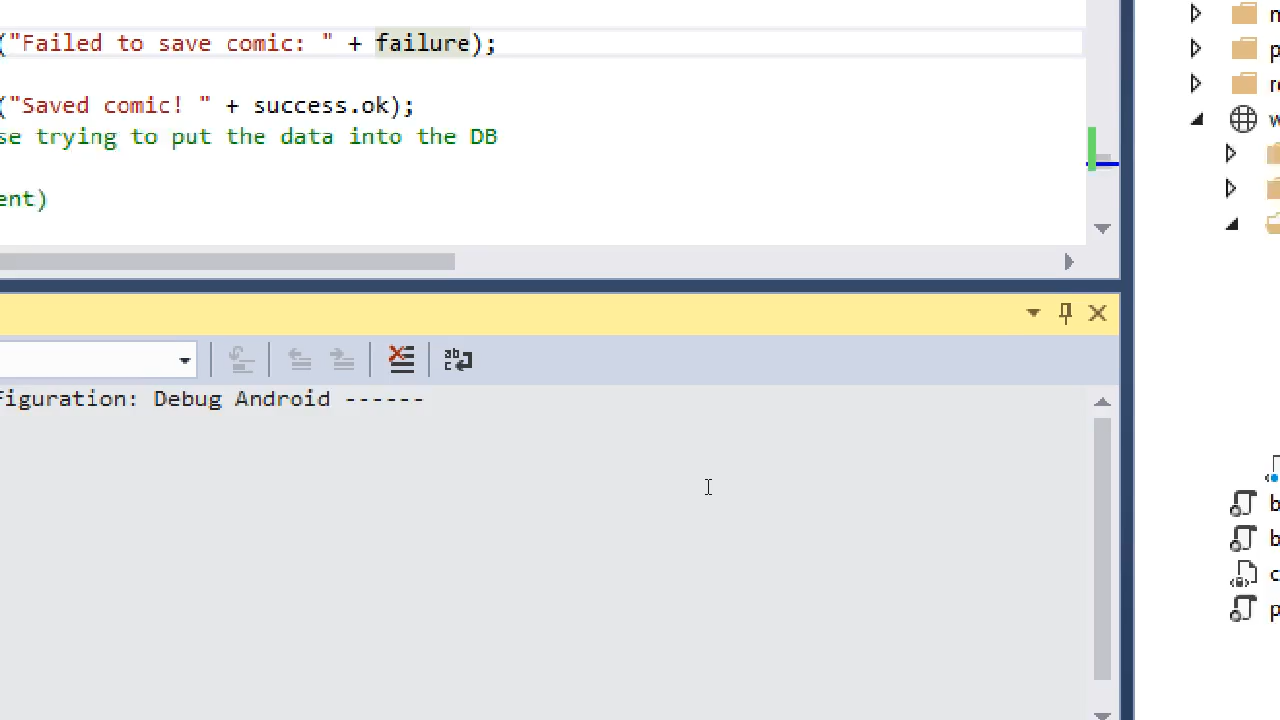 ("Failed to save comic: " + failure);
("Saved comic! " + success.ok);
se trying to put the data into the DB
ent)
figuration: Debug Android ------